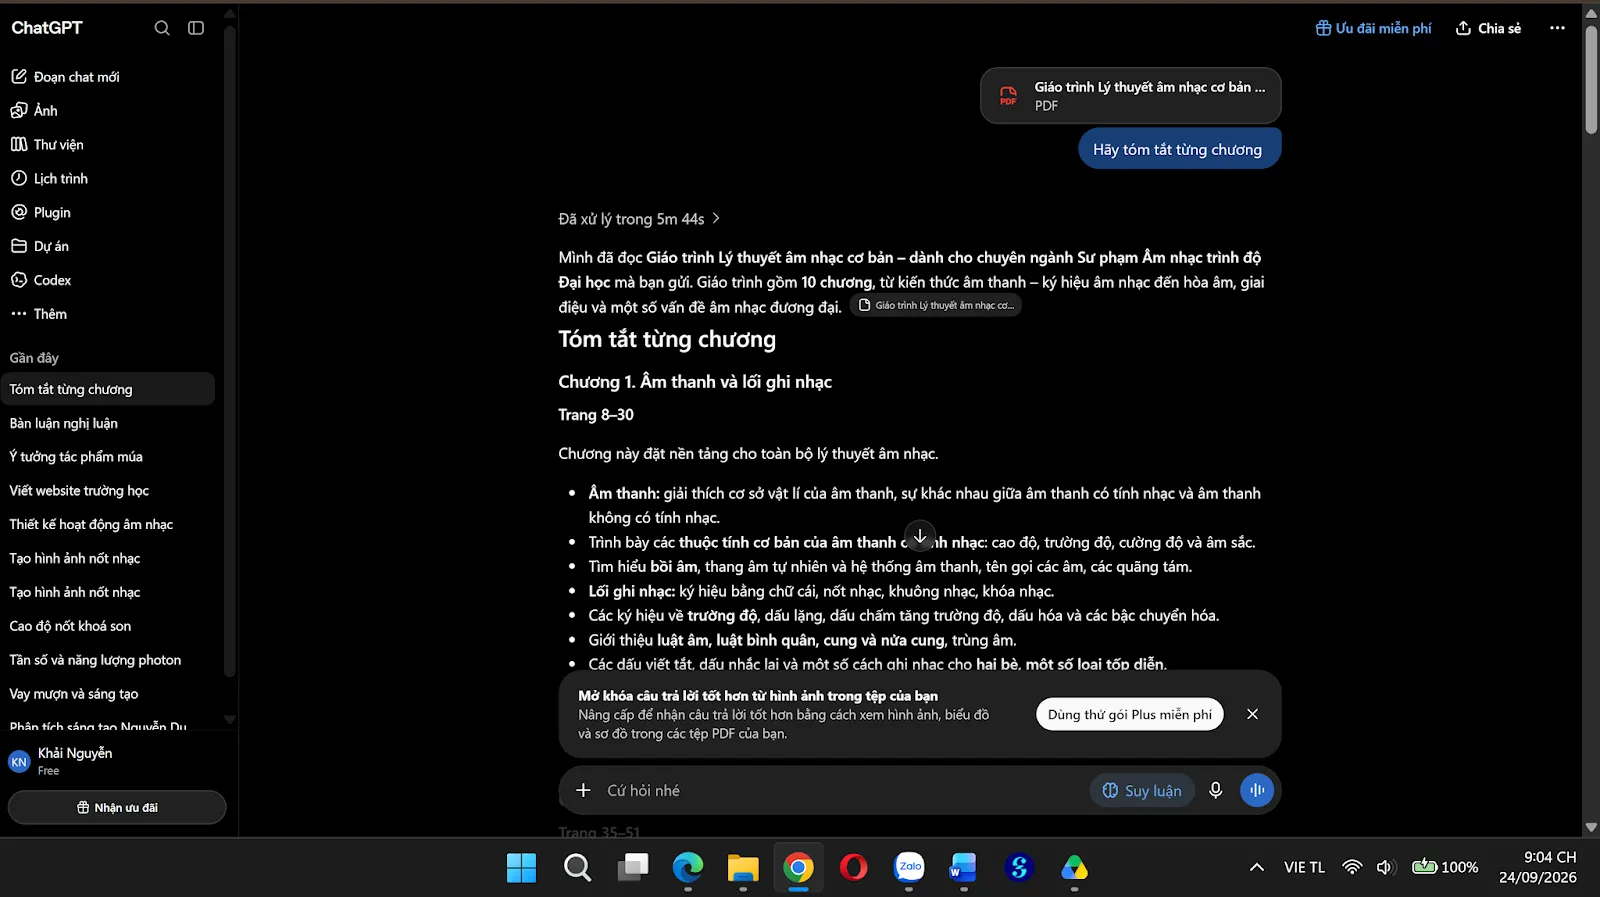 ChatGPT
Đoạn chat mới
Ảnh
Thư viện
Lịch trình
Plugin
Dự án
Codex
Thêm
Gần đây
Tóm tắt từng chương
Bàn luận nghị luận
Ý tưởng tác phẩm múa
Viết website trường học
Thiết kế hoạt động âm nhạc
Tạo hình ảnh nốt nhạc
Tạo hình ảnh nốt nhạc
Cao độ nốt khoá son
Tần số và năng lượng photon
Vay mượn và sáng tạo
Phân tích sáng tạo Nguyễn Du
KN
Khải Nguyễn
Free
Nhận ưu đãi
Ưu đãi miễn phí
Chia sẻ
Giáo trình Lý thuyết âm nhạc cơ bản ...
PDF
PDF
Hãy tóm tắt từng chương
Đã xử lý trong 5m 44s
Mình đã đọc Giáo trình Lý thuyết âm nhạc cơ bản – dành cho chuyên ngành Sư phạm Âm nhạc trình độ
Đại học mà bạn gửi. Giáo trình gồm 10 chương, từ kiến thức âm thanh – ký hiệu âm nhạc đến hòa âm, giai
điệu và một số vấn đề âm nhạc đương đại. Giáo trình Lý thuyết âm nhạc cơ...
Tóm tắt từng chương
Chương 1. Âm thanh và lối ghi nhạc
Trang 8–30
Chương này đặt nền tảng cho toàn bộ lý thuyết âm nhạc.
Âm thanh: giải thích cơ sở vật lí của âm thanh, sự khác nhau giữa âm thanh có tính nhạc và âm thanh
không có tính nhạc.
Trình bày các thuộc tính cơ bản của âm thanh nhạc: cao độ, trường độ, cường độ và âm sắc.
Tìm hiểu bồi âm, thang âm tự nhiên và hệ thống âm thanh, tên gọi các âm, các quãng tám.
Lối ghi nhạc: ký hiệu bằng chữ cái, nốt nhạc, khuông nhạc, khóa nhạc.
Các ký hiệu về trường độ, dấu lặng, dấu chấm tăng trường độ, dấu hóa và các bậc chuyển hóa.
Giới thiệu luật âm, luật bình quân, cung và nửa cung, trùng âm.
Các dấu viết tắt, dấu nhắc lại và một số cách ghi nhạc cho hai bè, một số loại tốp diễn.
Mở khóa câu trả lời tốt hơn từ hình ảnh trong tệp của bạn
Nâng cấp để nhận câu trả lời tốt hơn bằng cách xem hình ảnh, biểu đồ
và sơ đồ trong các tệp PDF của bạn.
Dùng thử gói Plus miễn phí
Cứ hỏi nhé
Suy luận
Trang 35–51
Zalo
VIE TL
100%
9:04 CH
24/09/2026